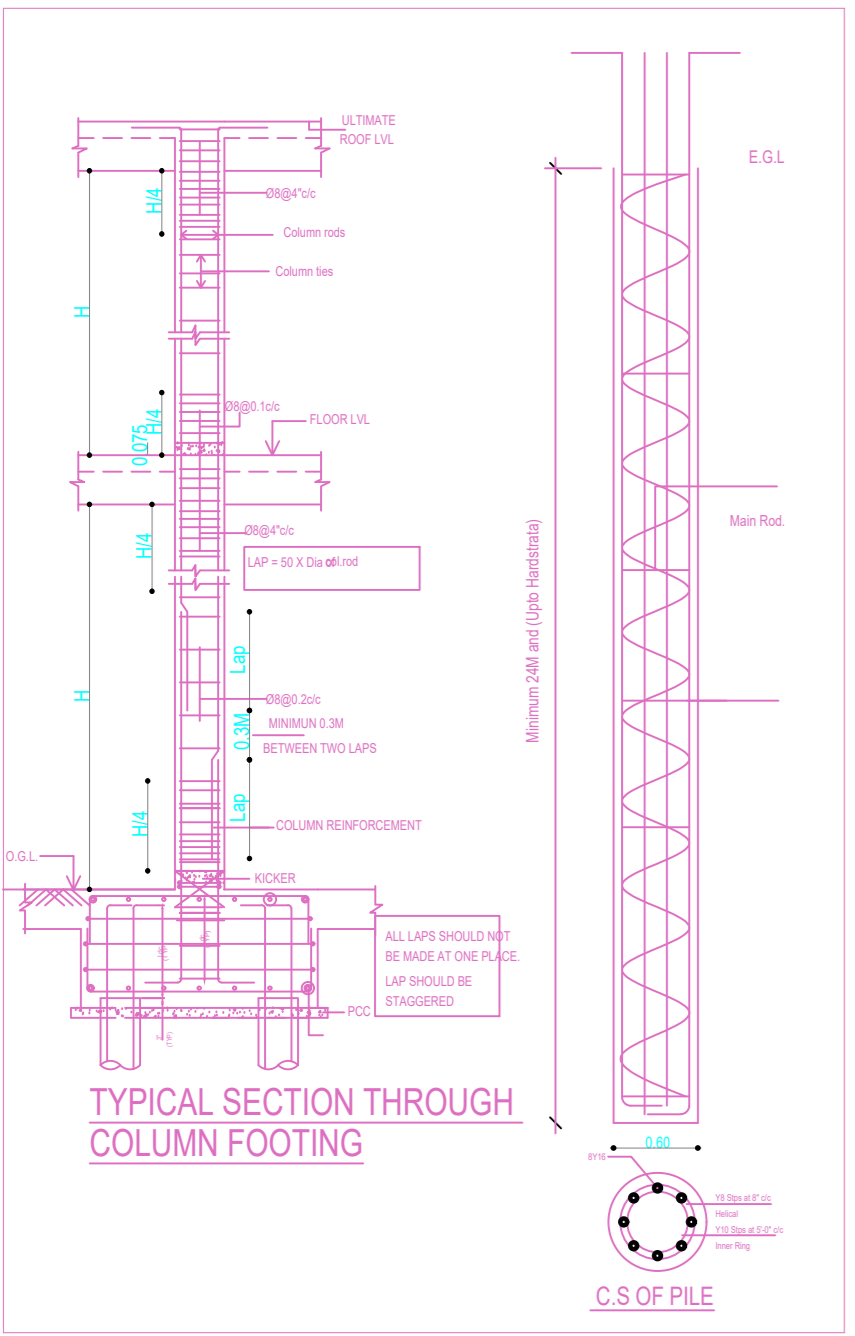 ULTIMATE
ROOF LVL
H/4
Ø8@4"c/c
Column rods
Column ties
H
Ø8@0.1c/c
H/4
0.075
FLOOR LVL
Ø8@4"c/c
H/4
LAP = 50 X Dia of col.rod
Lap
H
Ø8@0.2c/c
0.3M
MINIMUN 0.3M
BETWEEN TWO LAPS
H/4
Lap
COLUMN REINFORCEMENT
O.G.L.
KICKER
ALL LAPS SHOULD NOT
BE MADE AT ONE PLACE.
LAP SHOULD BE
STAGGERED
(TYP)
(TYP)
PCC
(TYP)
TYPICAL SECTION THROUGH
COLUMN FOOTING
E.G.L
Minimum 24M and (Upto Hardstrata)
Main Rod.
0.60
8Y16
Y8 Stps at 8" c/c
Helical
Y10 Stps at 5'-0" c/c
Inner Ring
C.S OF PILE